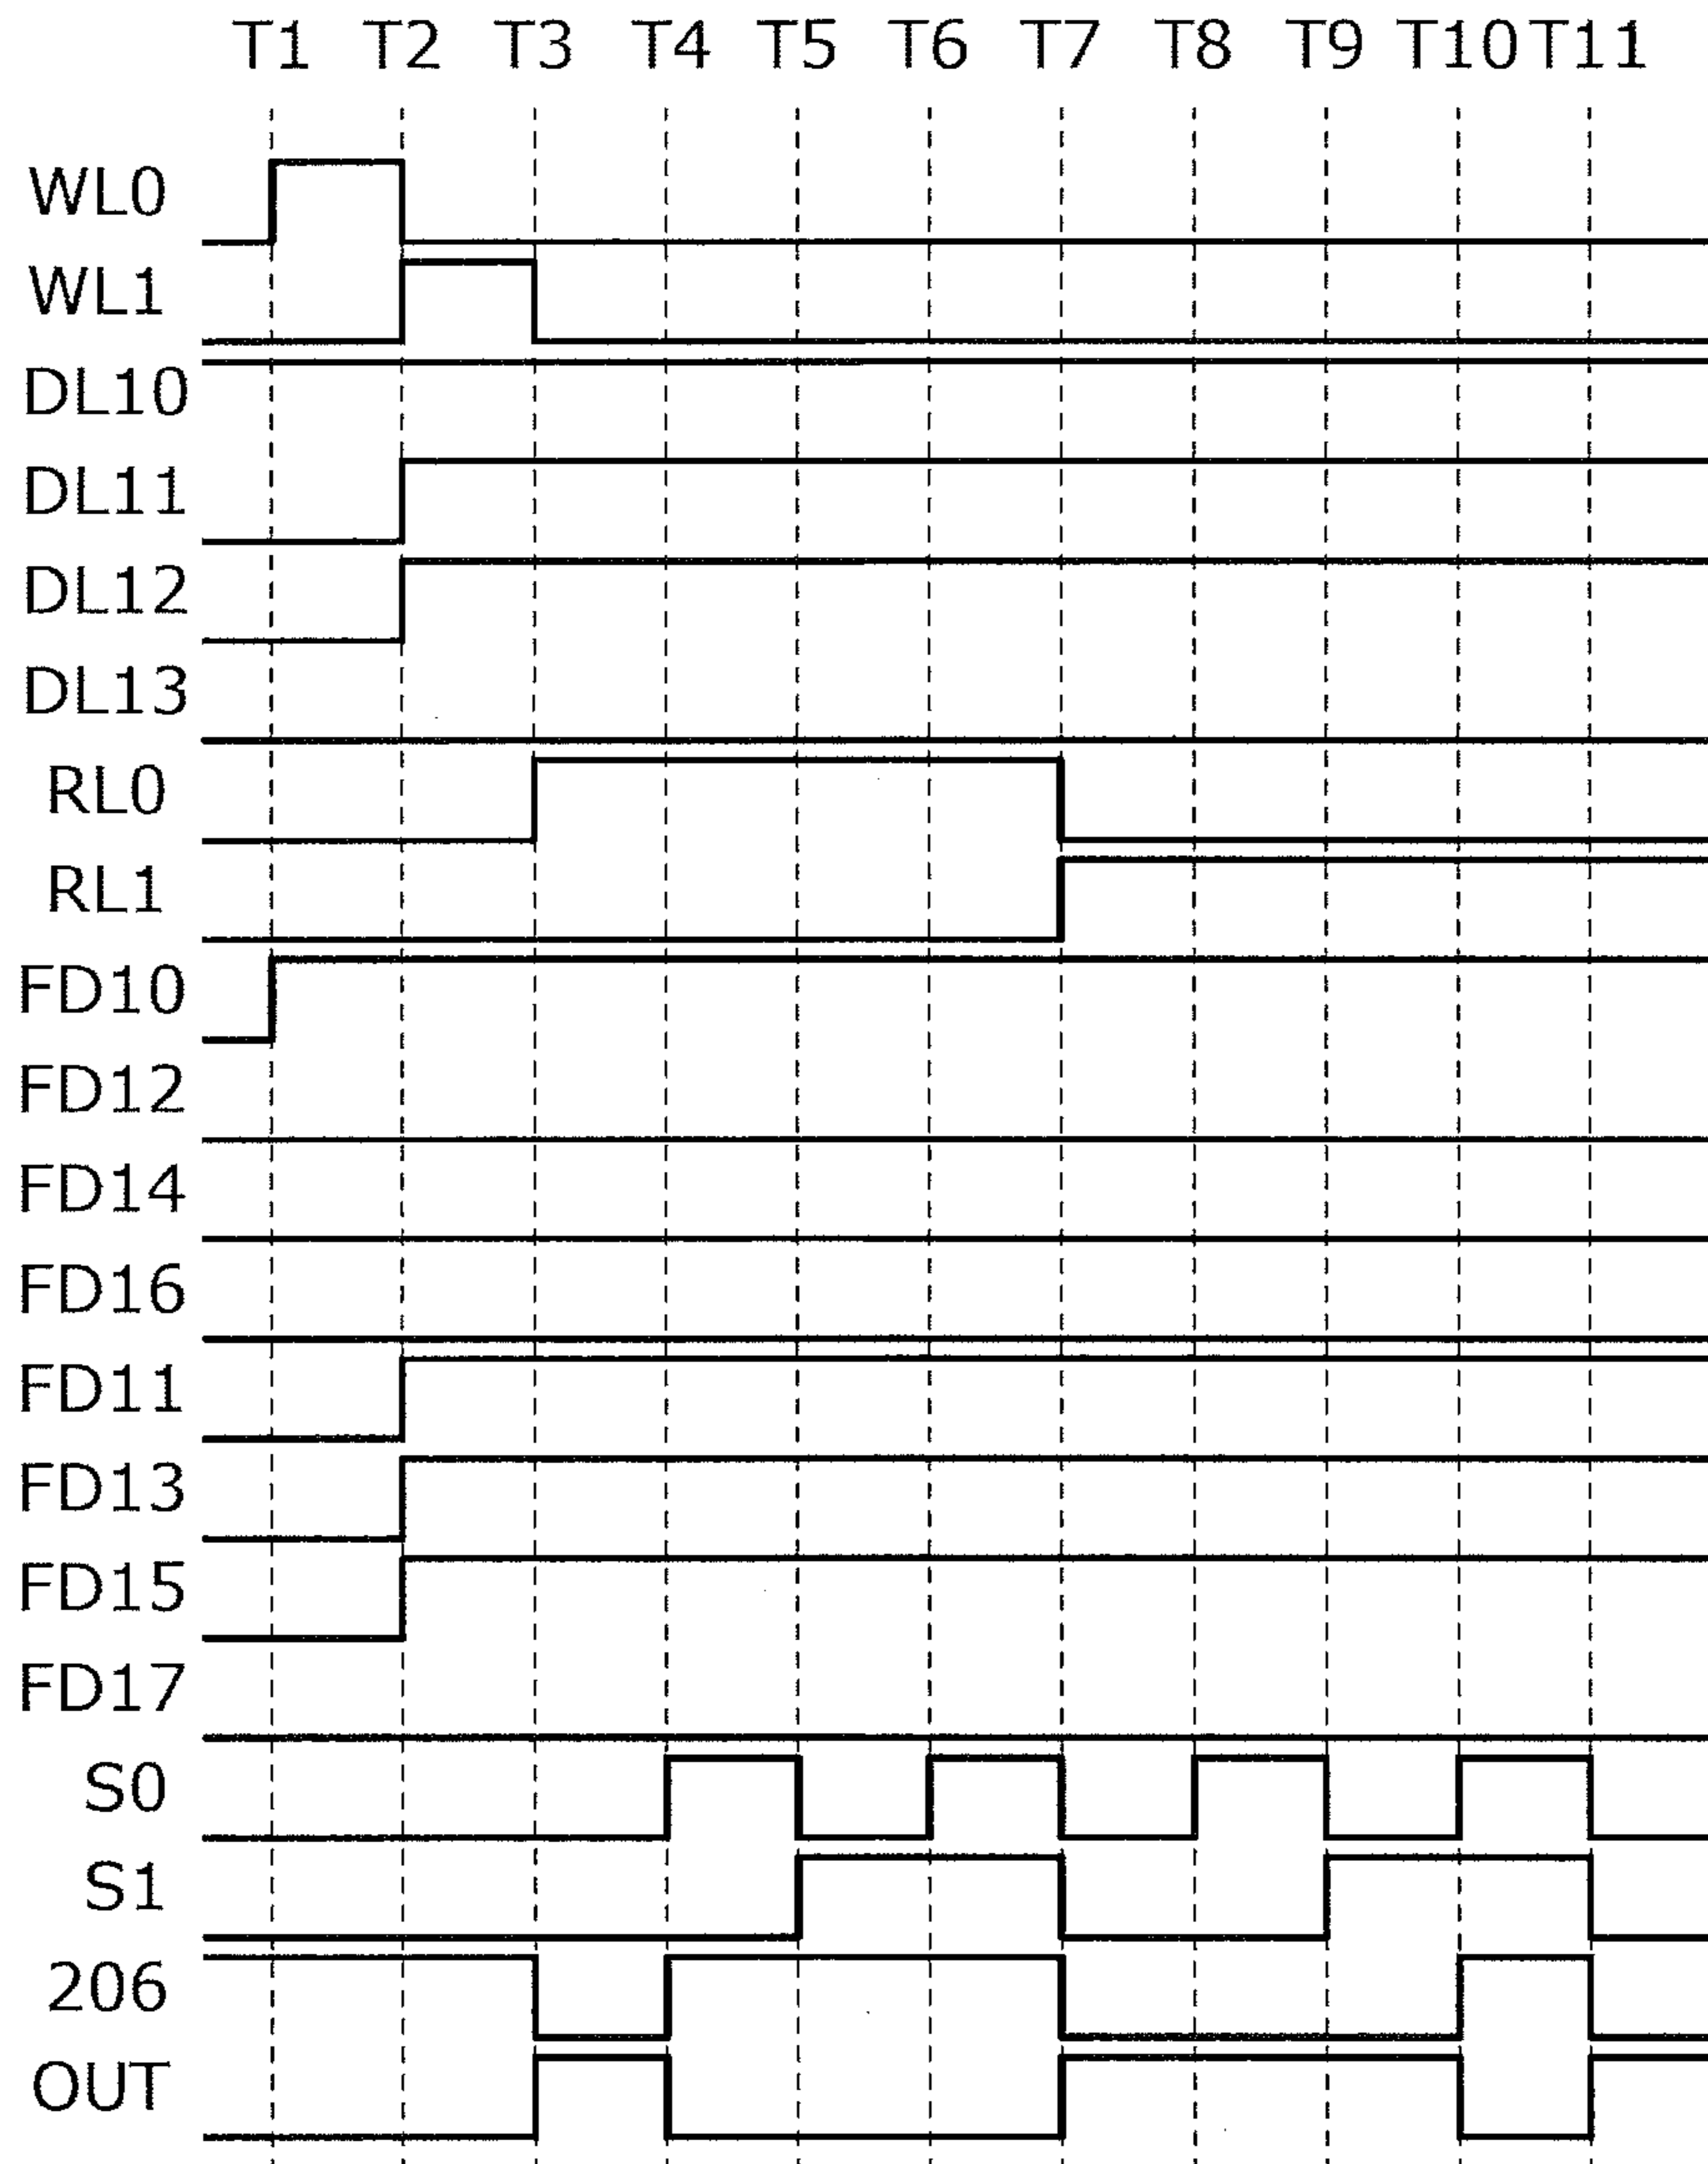 T1 T2 T3 T4 T5 T6 T7 T8 T9 T10 T11
WL0
WL1
DL10
DL11
DL12
DL13
RL0
RL1
FD10
FD12
FD14
FD16
FD11
FD13
FD15
FD17
S0
S1
206
OUT